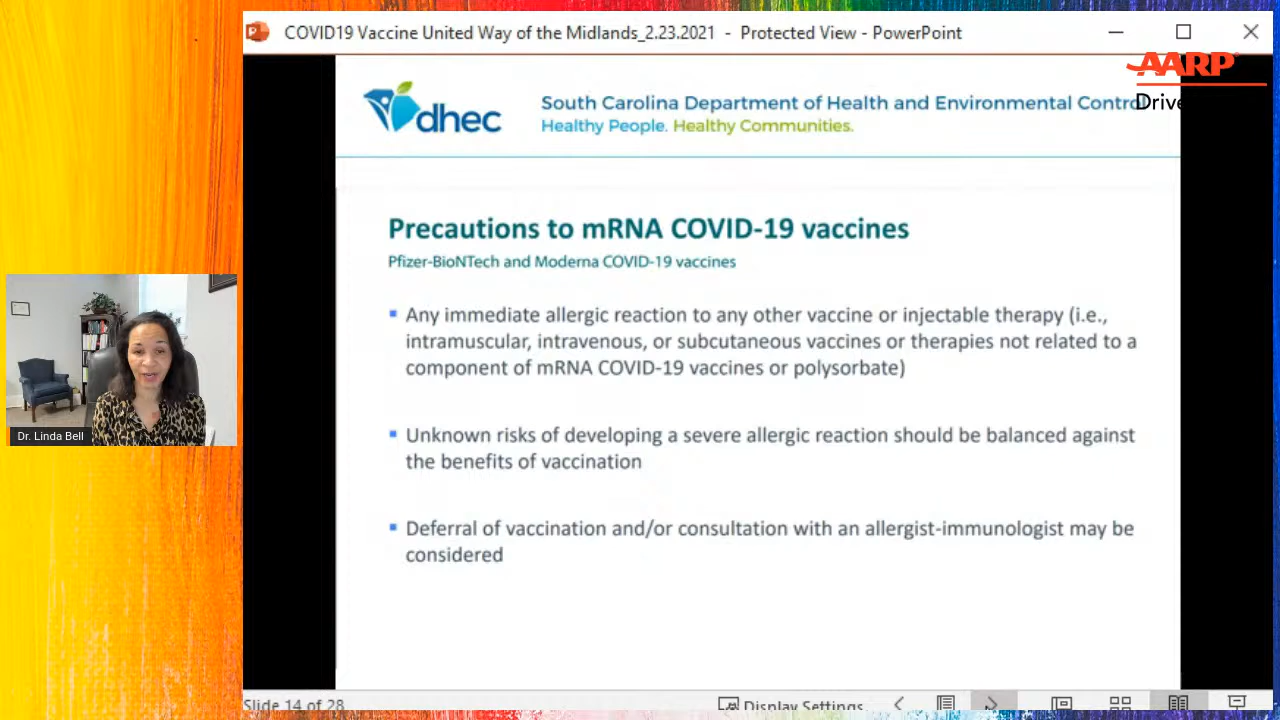 COVID19 Vaccine United Way of the Midlands_2.23.2021 - Protected View - PowerPoint
AARP
Drive
dhec
South Carolina Department of Health and Environmental Contro
Healthy People. Healthy Communities.
Precautions to mRNA COVID-19 vaccines
Pfizer-BioNTech and Moderna COVID-19 vaccines
Any immediate allergic reaction to any other vaccine or injectable therapy (i.e.,
intramuscular, intravenous, or subcutaneous vaccines or therapies not related to a
component of mRNA COVID-19 vaccines or polysorbate)
Unknown risks of developing a severe allergic reaction should be balanced against
the benefits of vaccination
Deferral of vaccination and/or consultation with an allergist-immunologist may be
considered
Dr. Linda Bell
Slide 14 of 28
Display Settings